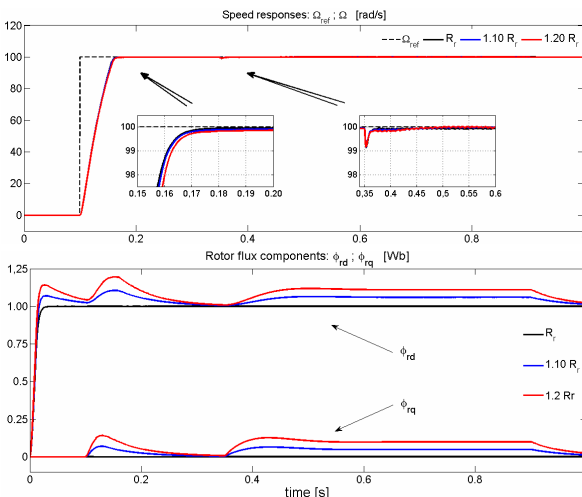 Speed responses: Ω_ref ; Ω [rad/s]
Ω_ref R_r 1.10 R_r 1.20 R_r
120
100
80
60
40
20
0
100
99
98
12.5
0.15 0.16 0.17 0.18 0.19 0.20
100
99
98
0.35 0.4 0.45 0.5 0.55 0.6
0 0.2 0.4 0.6 0.8
Rotor flux components: ϕ_rd ; ϕ_rq [Wb]
1.25
1.00
0.75
0.50
0.25
0
R_r
ϕ_rd
1.10 R_r
1.2 Rr
ϕ_rq
0 0.2 0.4 0.6 0.8
time [s]